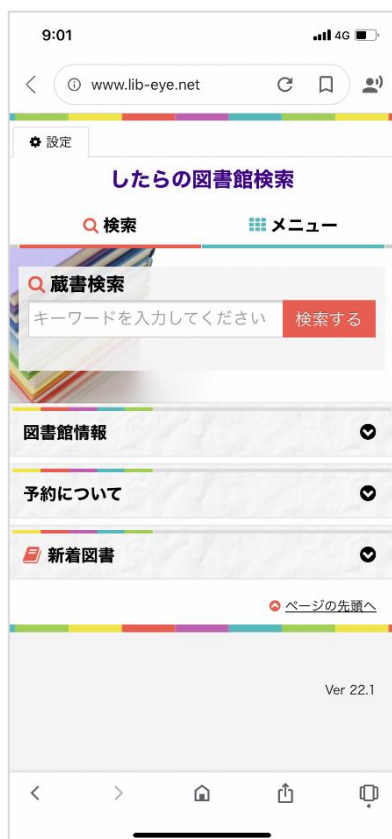 9:01
4G
www.lib-eye.net
設定
したらの図書館検索
検索
メニュー
蔵書検索
キーワードを入力してください
検索する
図書館情報
予約について
新着図書
ページの先頭へ
Ver 22.1